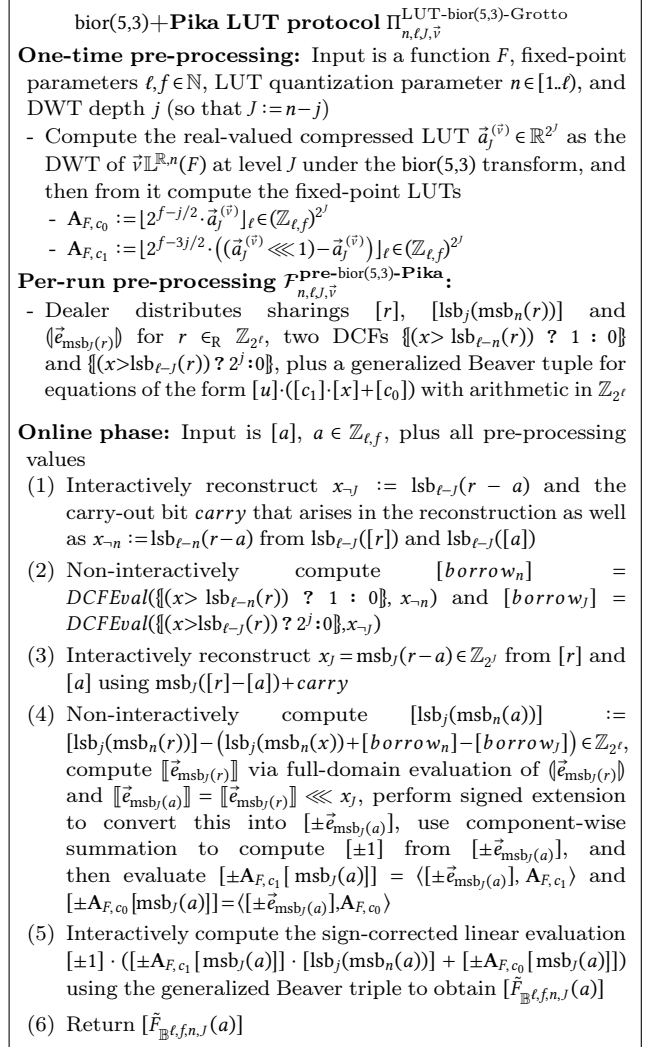 bior(5,3)+Pika LUT protocol Π^{LUT-bior(5,3)-Grotto}_{n,ℓ,J,ν⃗}
One-time pre-processing: Input is a function F, fixed-point
parameters ℓ,f∈ℕ, LUT quantization parameter n∈[1..ℓ), and
DWT depth j (so that J:=n−j)
- Compute the real-valued compressed LUT a⃗_J^{(ν⃗)}∈ℝ^{2^J} as the
DWT of ν⃗𝕃^{ℝ,n}(F) at level J under the bior(5,3) transform, and
then from it compute the fixed-point LUTs
- A_{F,c_0} := ⌊2^{f−j/2}·a⃗_J^{(ν⃗)}⌋_ℓ∈(ℤ_{ℓ,f})^{2^J}
- A_{F,c_1} := ⌊2^{f−3j/2}·((a⃗_J^{(ν⃗)}⋘1)−a⃗_J^{(ν⃗)})⌋_ℓ∈(ℤ_{ℓ,f})^{2^J}
Per-run pre-processing ℱ^{pre-bior(5,3)-Pika}_{n,ℓ,J,ν⃗}:
- Dealer distributes sharings [r], [lsb_j(msb_n(r))] and
⦇e⃗_{msb_J(r)}⦈ for r ∈_R ℤ_{2^ℓ}, two DCFs {[(x> lsb_{ℓ−n}(r)) ? 1 : 0]}
and {[(x>lsb_{ℓ−J}(r))?2^j:0]}, plus a generalized Beaver tuple for
equations of the form [u]·([c_1]·[x]+[c_0]) with arithmetic in ℤ_{2^ℓ}
Online phase: Input is [a], a ∈ ℤ_{ℓ,f}, plus all pre-processing
values
(1) Interactively reconstruct x_{¬J} := lsb_{ℓ−J}(r − a) and the
carry-out bit carry that arises in the reconstruction as well
as x_{¬n}:=lsb_{ℓ−n}(r−a) from lsb_{ℓ−J}([r]) and lsb_{ℓ−J}([a])
(2) Non-interactively compute [borrow_n] =
DCFEval({[(x> lsb_{ℓ−n}(r)) ? 1 : 0]}, x_{¬n}) and [borrow_J] =
DCFEval({[(x>lsb_{ℓ−J}(r))?2^j:0]},x_{¬J})
(3) Interactively reconstruct x_J=msb_J(r−a)∈ℤ_{2^J} from [r] and
[a] using msb_J([r]−[a])+carry
(4) Non-interactively compute [lsb_j(msb_n(a))] :=
[lsb_j(msb_n(r))]−(lsb_j(msb_n(x))+[borrow_n]−[borrow_J])∈ℤ_{2^ℓ},
compute ⟦e⃗_{msb_J(r)}⟧ via full-domain evaluation of ⦇e⃗_{msb_J(r)}⦈
and ⟦e⃗_{msb_J(a)}⟧ = ⟦e⃗_{msb_J(r)}⟧ ⋘ x_J, perform signed extension
to convert this into [±e⃗_{msb_J(a)}], use component-wise
summation to compute [±1] from [±e⃗_{msb_J(a)}], and
then evaluate [±A_{F,c_1}[msb_J(a)]] = ⟨[±e⃗_{msb_J(a)}], A_{F,c_1}⟩ and
[±A_{F,c_0}[msb_J(a)]]=⟨[±e⃗_{msb_J(a)}],A_{F,c_0}⟩
(5) Interactively compute the sign-corrected linear evaluation
[±1] · ([±A_{F,c_1}[msb_J(a)]] · [lsb_j(msb_n(a))] + [±A_{F,c_0}[msb_J(a)]])
using the generalized Beaver triple to obtain [F̃_{𝔹^{ℓ,f,n,J}}(a)]
(6) Return [F̃_{𝔹^{ℓ,f,n,J}}(a)]